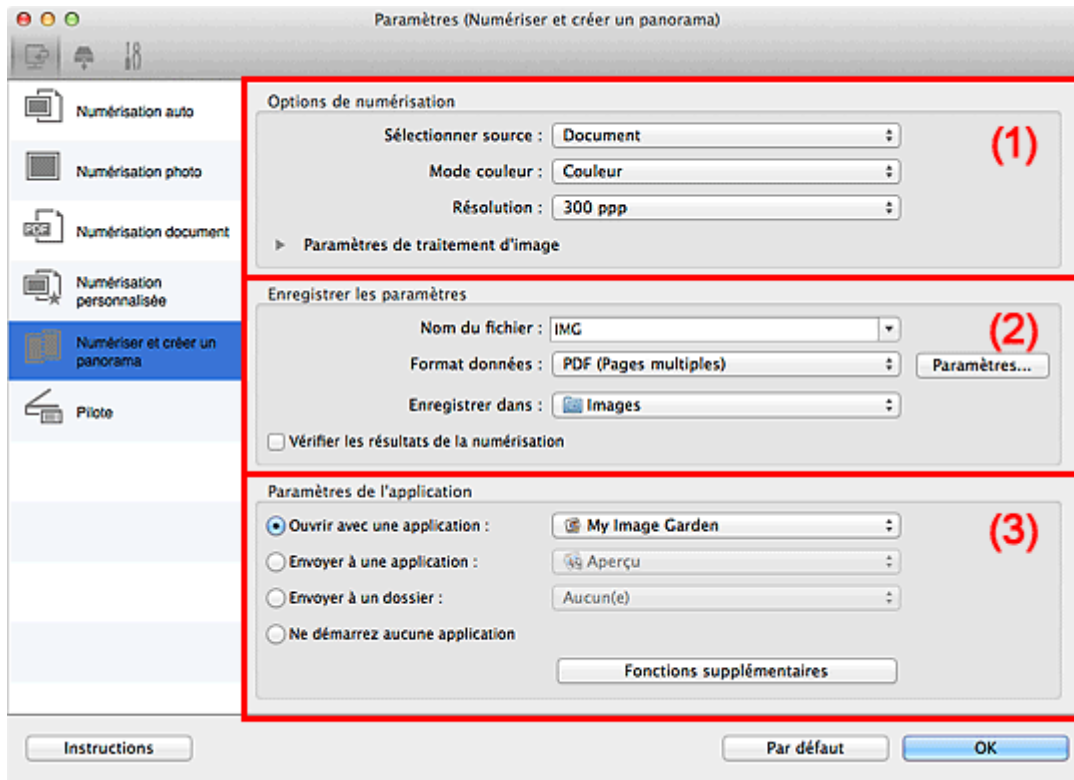 Paramètres (Numériser et créer un panorama)
Numérisation auto
Numérisation photo
PDF
Numérisation document
Numérisation
personnalisée
Numériser et créer un
panorama
Pilote
Options de numérisation
(1)
Sélectionner source : Document
Mode couleur : Couleur
Résolution : 300 ppp
Paramètres de traitement d'image
Enregistrer les paramètres
(2)
Nom du fichier : IMG
Format données : PDF (Pages multiples) Paramètres...
Enregistrer dans : Images
Vérifier les résultats de la numérisation
Paramètres de l'application
(3)
Ouvrir avec une application : My Image Garden
Envoyer à une application : Aperçu
Envoyer à un dossier : Aucun(e)
Ne démarrez aucune application
Fonctions supplémentaires
Instructions Par défaut OK